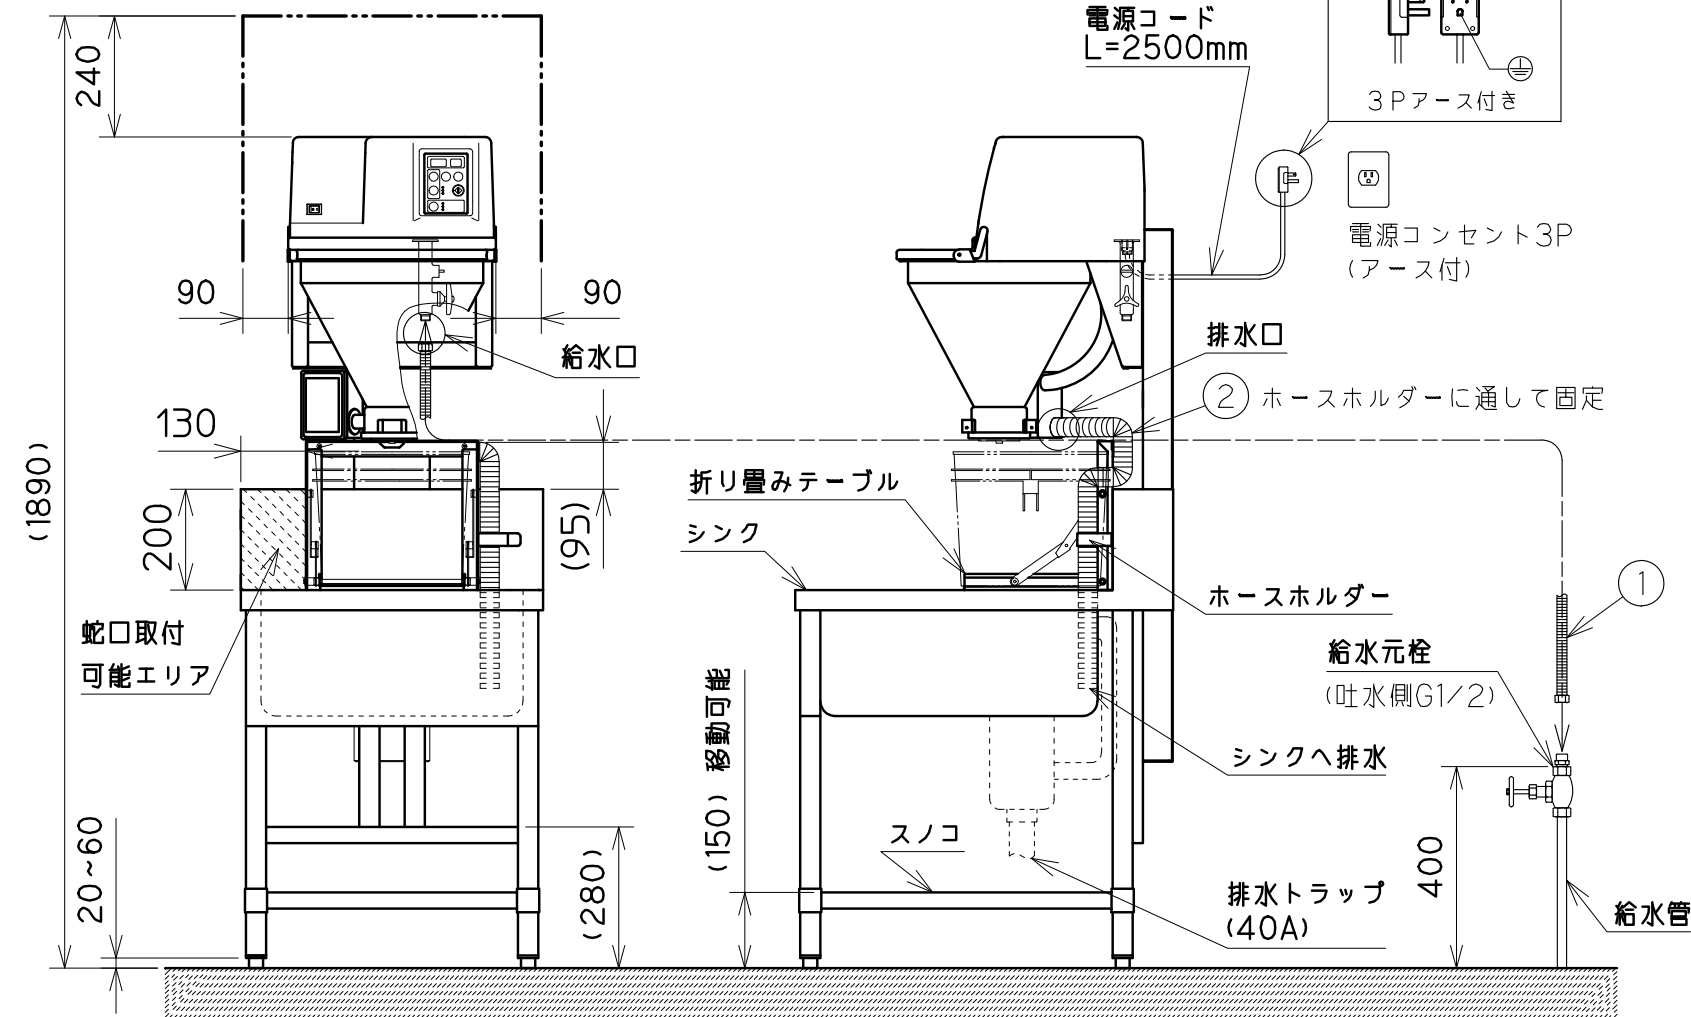 電源コード
L=2500mm
3Pアース付き
電源コンセント3P
(アース付)
(1890)
240
90
90
給水口
排水口
② ホースホルダーに通して固定
130
折り畳みテーブル
シンク
200
(95)
ホースホルダー
①
蛇口取付
可能エリア
給水元栓
(吐水側G1/2)
(150) 移動可能
シンクへ排水
スノコ
20~60
(280)
400
排水トラップ
(40A)
給水管